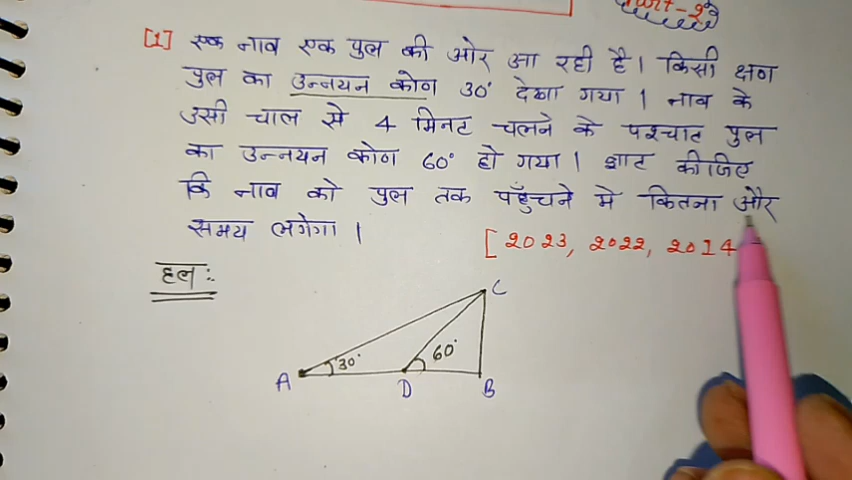 [1] एक नाव एक पुल की ओर आ रही है। किसी क्षण
पुल का उन्नयन कोण 30° देखा गया । नाव के
उसी चाल से 4 मिनट चलने के पश्चात पुल
का उन्नयन कोण 60° हो गया । ज्ञात कीजिए
कि नाव को पुल तक पहुँचने मे कितना और
समय लगेगा ।
[ 2023, 2022, 2014
हल :
C
30°
60°
A
D
B